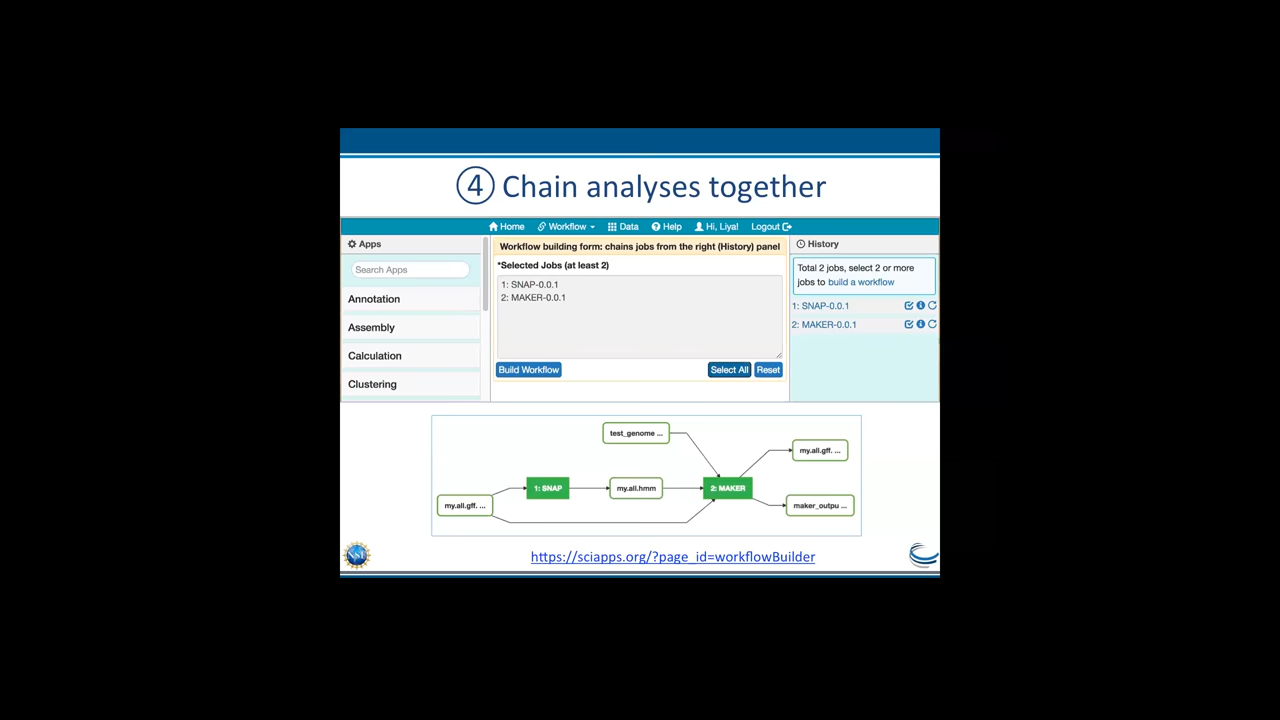 ④ Chain analyses together
Home Workflow Data Help Hi, Liya! Logout
Apps
Search Apps
Annotation
Assembly
Calculation
Clustering
Workflow building form: chains jobs from the right (History) panel
*Selected Jobs (at least 2)
1: SNAP-0.0.1
2: MAKER-0.0.1
Build Workflow Select All Reset
History
Total 2 jobs, select 2 or more
jobs to build a workflow
1: SNAP-0.0.1
2: MAKER-0.0.1
test_genome ...
my.all.gff. ...
1: SNAP
my.all.hmm
2: MAKER
my.all.gff. ...
maker_outpu ...
NSF
https://sciapps.org/?page_id=workflowBuilder